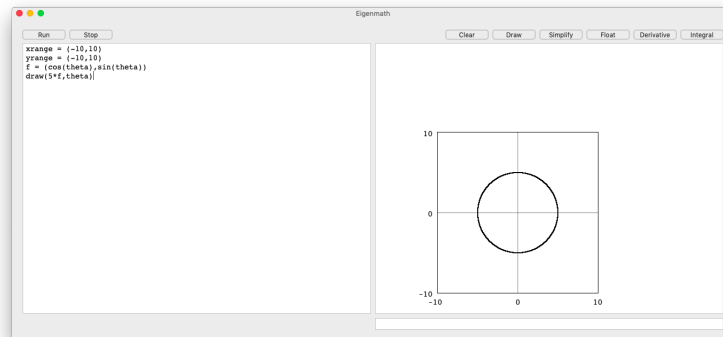 Eigenmath
Run Stop Clear Draw Simplify Float Derivative Integral
xrange = (-10,10)
yrange = (-10,10)
f = (cos(theta),sin(theta))
draw(5*f,theta)
10
0
-10
-10 0 10